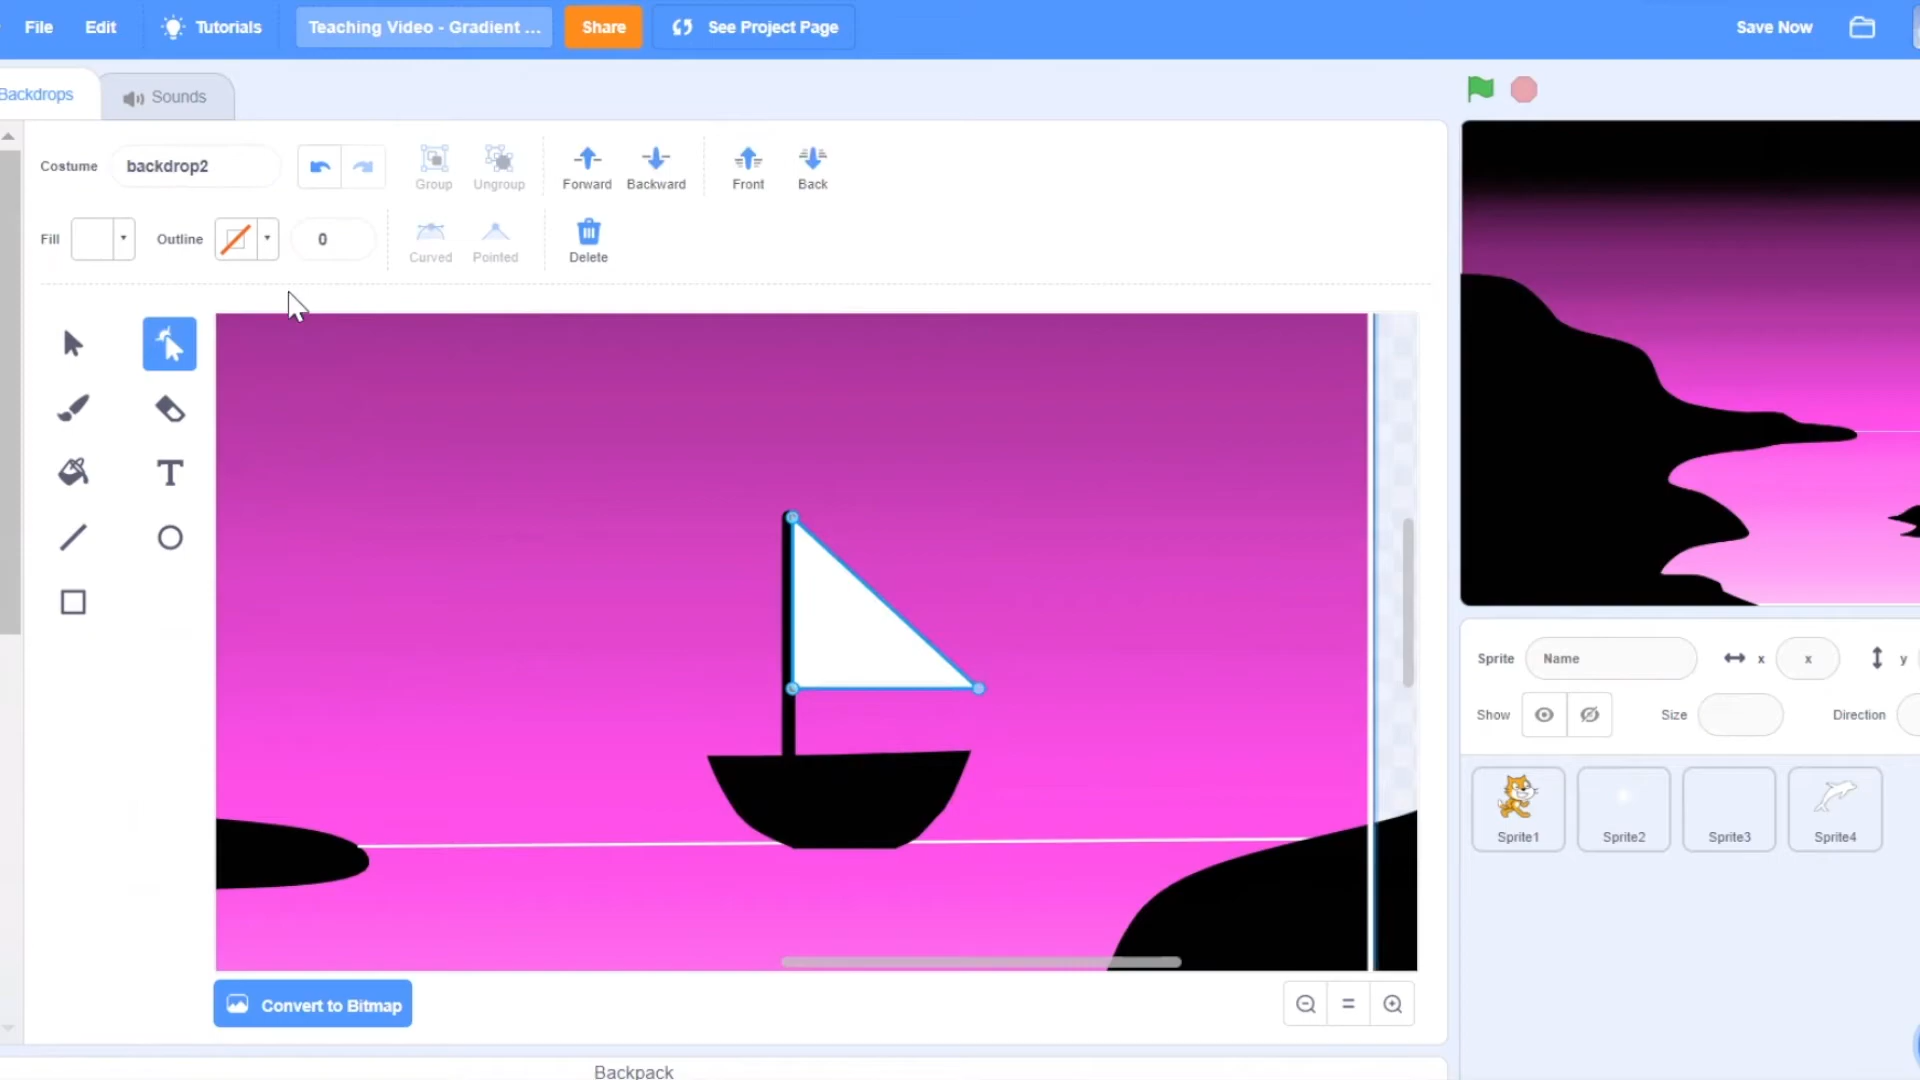 File Edit Tutorials Teaching Video - Gradient ... Share See Project Page Save Now
Backdrops Sounds
Costume backdrop2 Group Ungroup Forward Backward Front Back
Fill Outline 0 Curved Pointed Delete
T
Convert to Bitmap =
Backpack
Sprite Name x x y
Show Size Direction
Sprite1 Sprite2 Sprite3 Sprite4